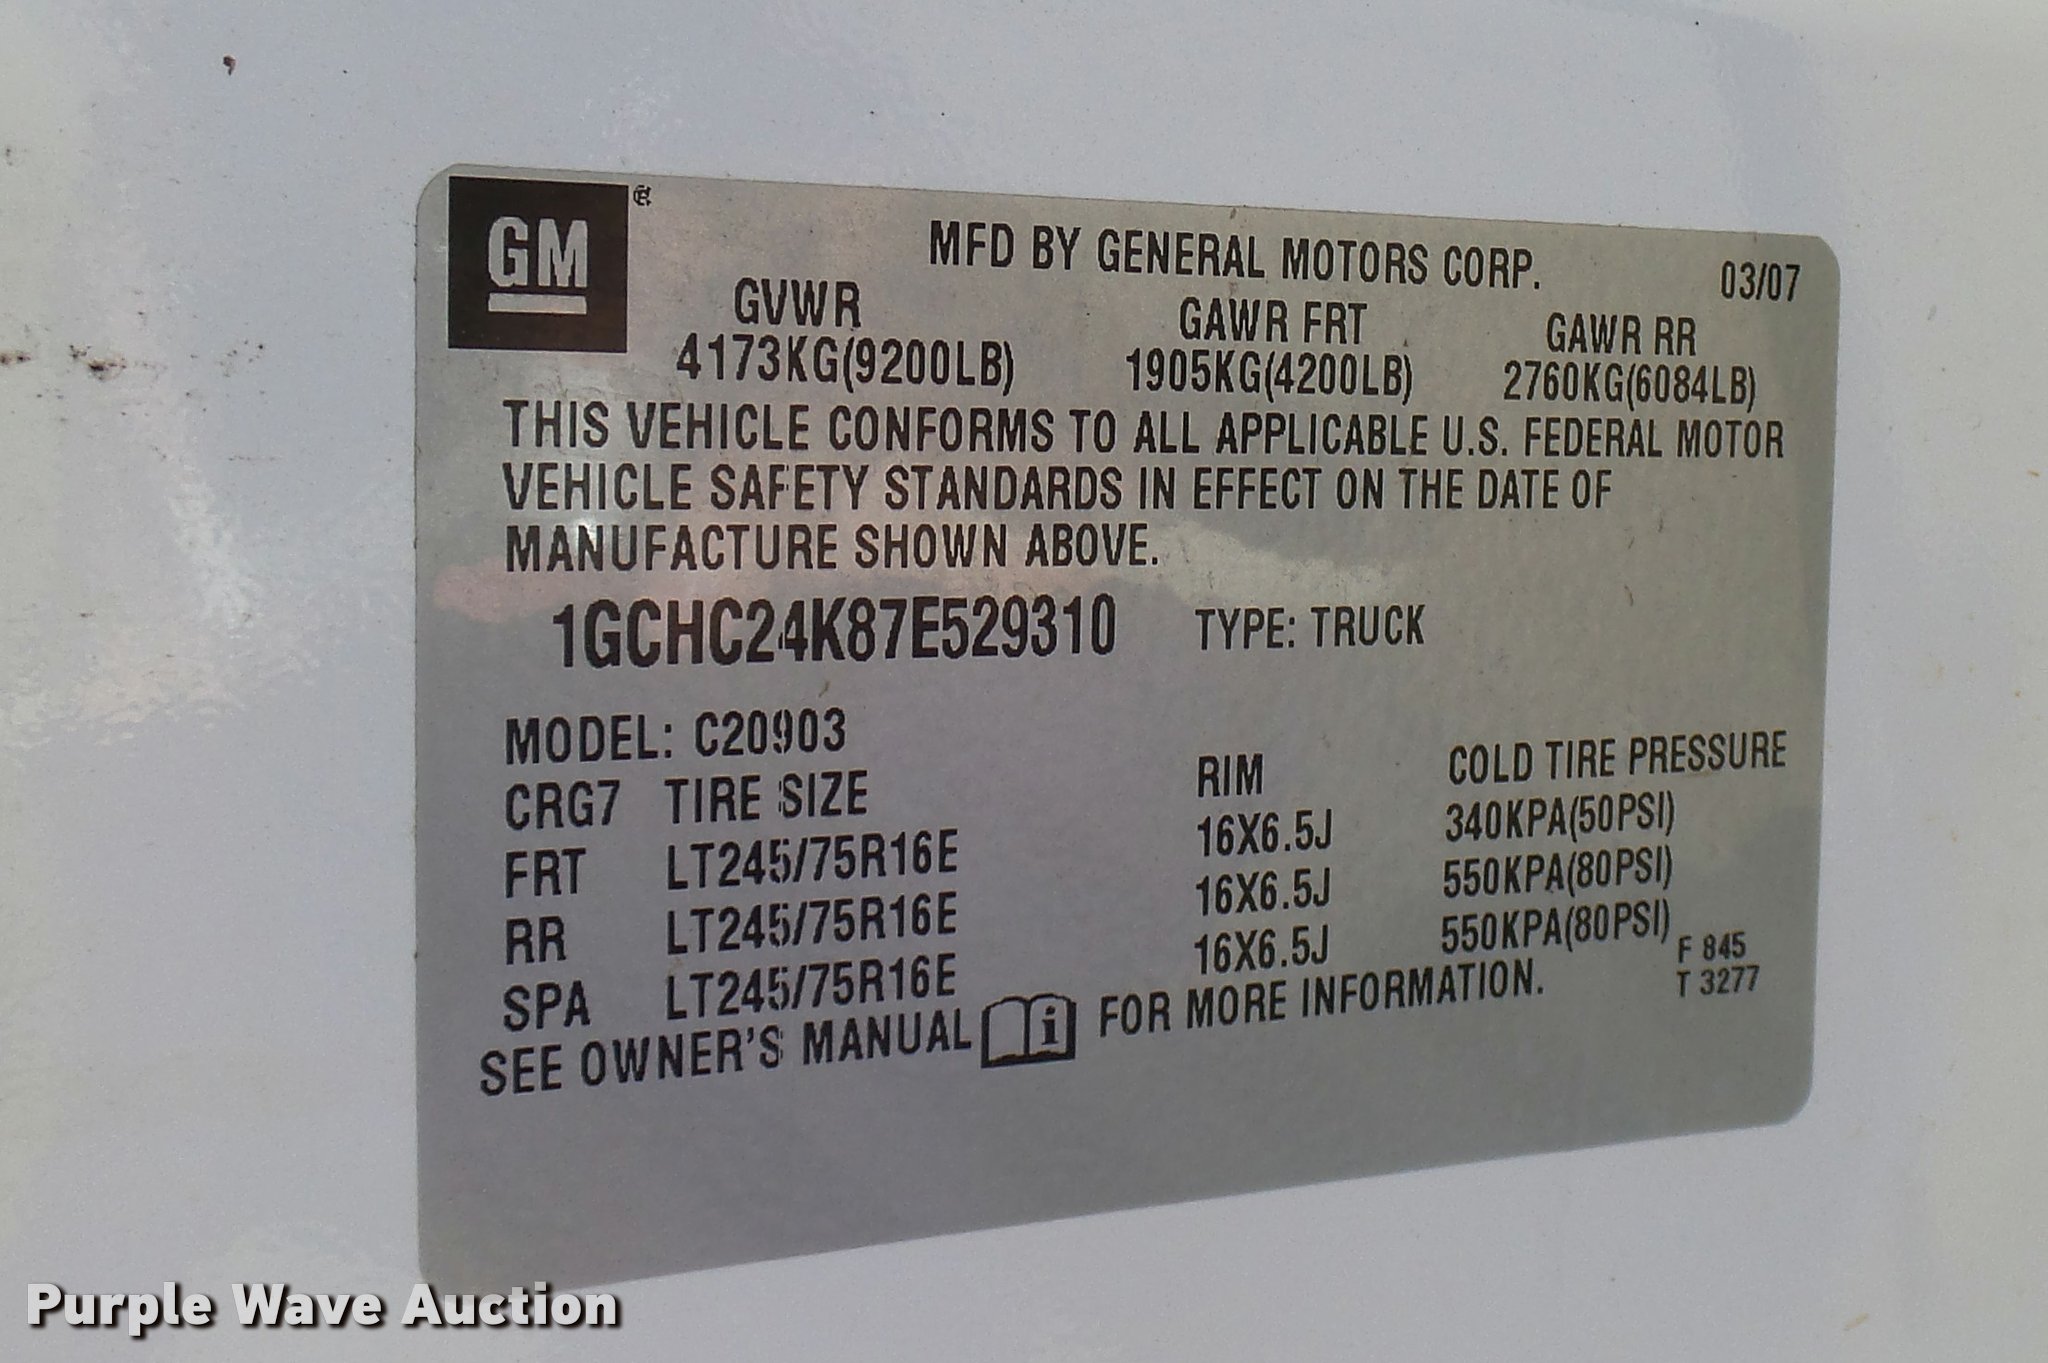 GM
MFD BY GENERAL MOTORS CORP. 03/07
GVWR GAWR FRT GAWR RR
4173KG(9200LB) 1905KG(4200LB) 2760KG(6084LB)
THIS VEHICLE CONFORMS TO ALL APPLICABLE U.S. FEDERAL MOTOR
VEHICLE SAFETY STANDARDS IN EFFECT ON THE DATE OF
MANUFACTURE SHOWN ABOVE.
1GCHC24K87E529310 TYPE: TRUCK
MODEL: C20903
CRG7 TIRE SIZE RIM COLD TIRE PRESSURE
FRT LT245/75R16E 16X6.5J 340KPA(50PSI)
RR LT245/75R16E 16X6.5J 550KPA(80PSI)
SPA LT245/75R16E 16X6.5J 550KPA(80PSI)
SEE OWNER'S MANUAL i FOR MORE INFORMATION.
F 845
T 3277
Purple Wave Auction